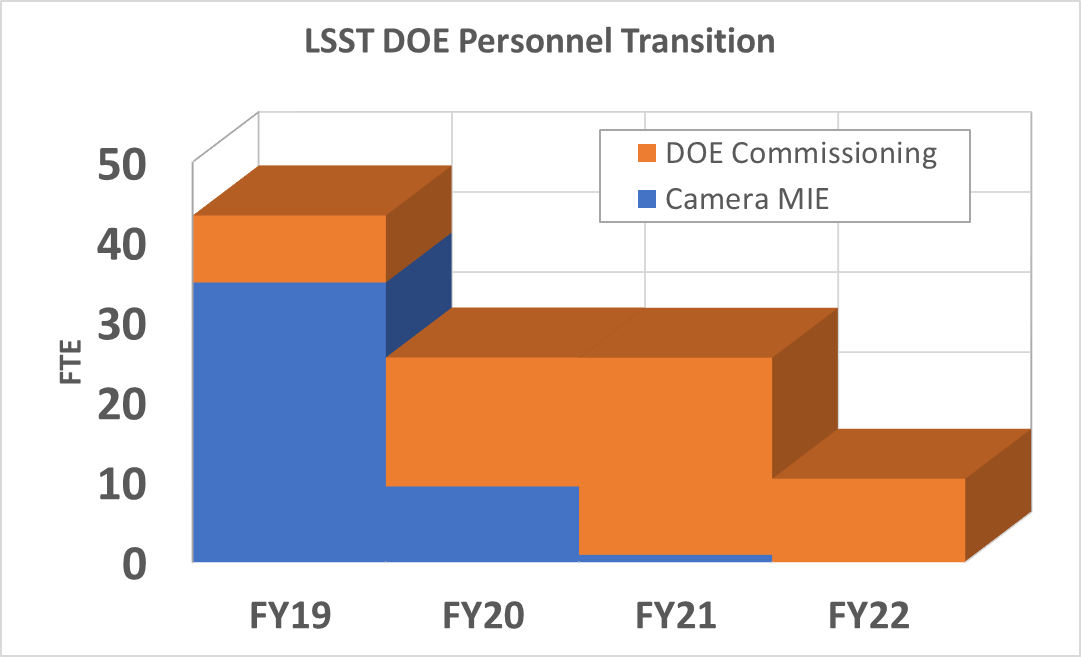 LSST DOE Personnel Transition
DOE Commissioning
Camera MIE
50
40
30
20
10
0
FTE
FY19 FY20 FY21 FY22